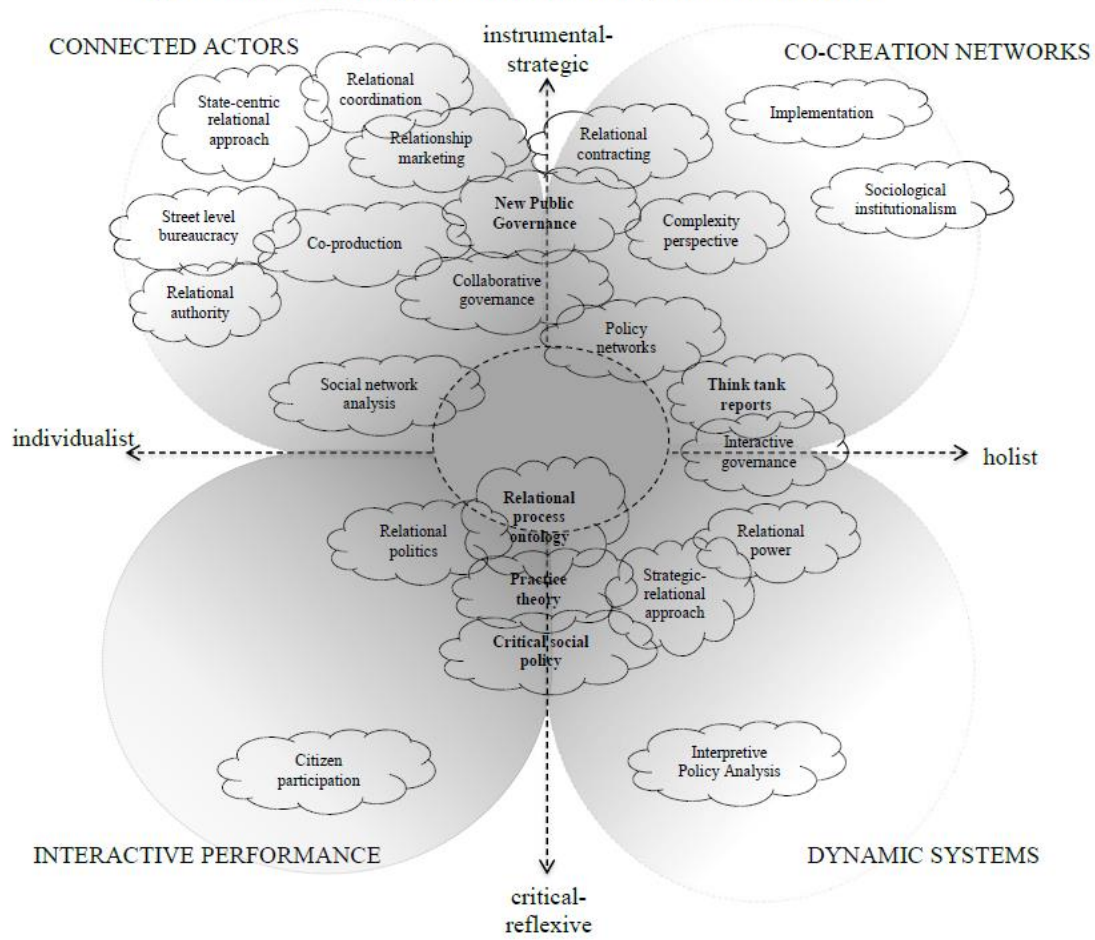 CONNECTED ACTORS
instrumental-
strategic
CO-CREATION NETWORKS
State-centric
relational
approach
Relational
coordination
Relationship
marketing
Relational
contracting
Implementation
Sociological
institutionalism
Street level
bureaucracy
Co-production
New Public
Governance
Complexity
perspective
Relational
authority
Collaborative
governance
Policy
networks
Social network
analysis
Think tank
reports
individualist
Interactive
governance
holist
Relational
process
ontology
Relational
politics
Relational
power
Practice
theory
Strategic-
relational
approach
Critical social
policy
Citizen
participation
Interpretive
Policy Analysis
INTERACTIVE PERFORMANCE
DYNAMIC SYSTEMS
critical-
reflexive